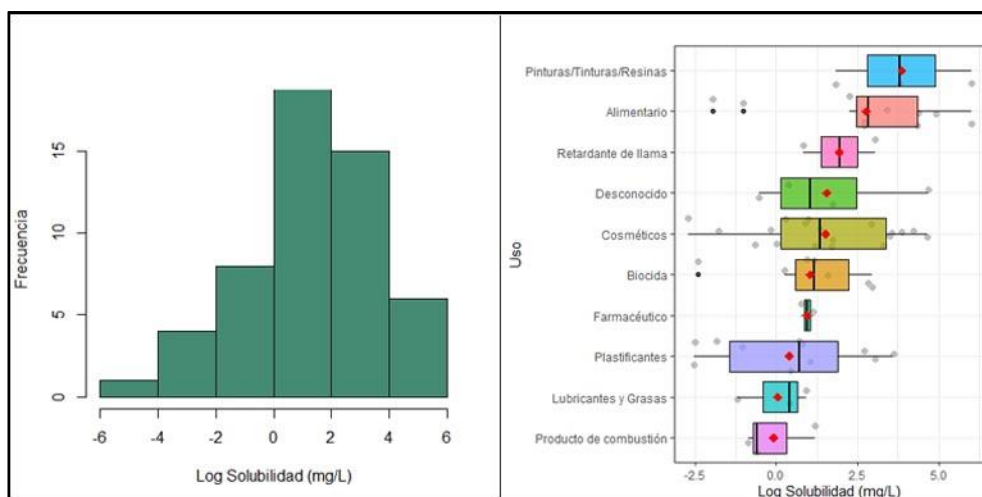 Frecuencia
15
10
5
0
-6
-4
-2
0
2
4
6
Log Solubilidad (mg/L)
Uso
Pinturas/Tinturas/Resinas
Alimentario
Retardante de llama
Desconocido
Cosméticos
Biocida
Farmacéutico
Plastificantes
Lubricantes y Grasas
Producto de combustión
-2.5
0.0
2.5
5.0
Log Solubilidad (mg/L)